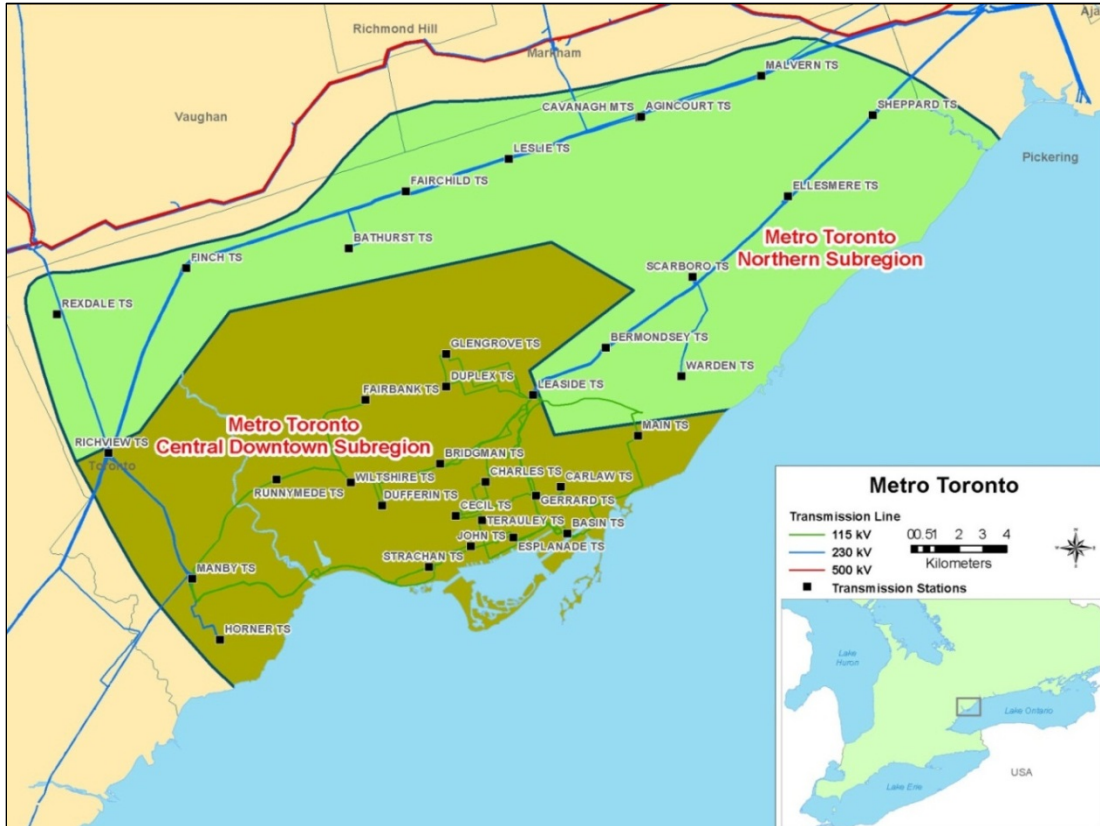 Richmond Hill
Aja
Markham
MALVERN TS
CAVANAGH MTS
AGINCOURT TS
SHEPPARD TS
Vaughan
LESLIE TS
Pickering
FAIRCHILD TS
ELLESMERE TS
BATHURST TS
Metro Toronto
Northern Subregion
FINCH TS
SCARBORO TS
REXDALE TS
BERMONDSEY TS
GLENGROVE TS
WARDEN TS
DUPLEX TS
LEASIDE TS
FAIRBANK TS
Metro Toronto
Central Downtown Subregion
MAIN TS
RICHVIEW TS
Toronto
BRIDGMAN TS
WILTSHIRE TS
CHARLES TS
CARLAW TS
RUNNYMEDE TS
DUFFERIN TS
GERRARD TS
CECIL TS
TERAULEY TS
BASIN TS
JOHN TS
ESPLANADE TS
STRACHAN TS
MANBY TS
HORNER TS
Metro Toronto
Transmission Line
115 kV
230 kV
500 kV
Transmission Stations
00.51 2 3 4
Kilometers
Lake
Huron
Lake Ontario
USA
Lake Erie